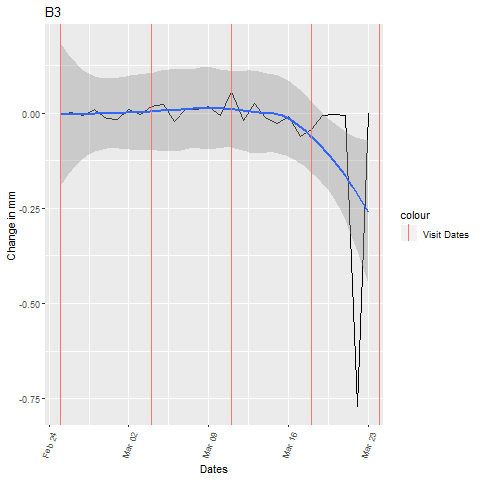 B3
0.00
-0.25
-0.50
-0.75
Change in mm
Feb 24
Mar 02
Mar 09
Mar 16
Mar 23
Dates
colour
Visit Dates